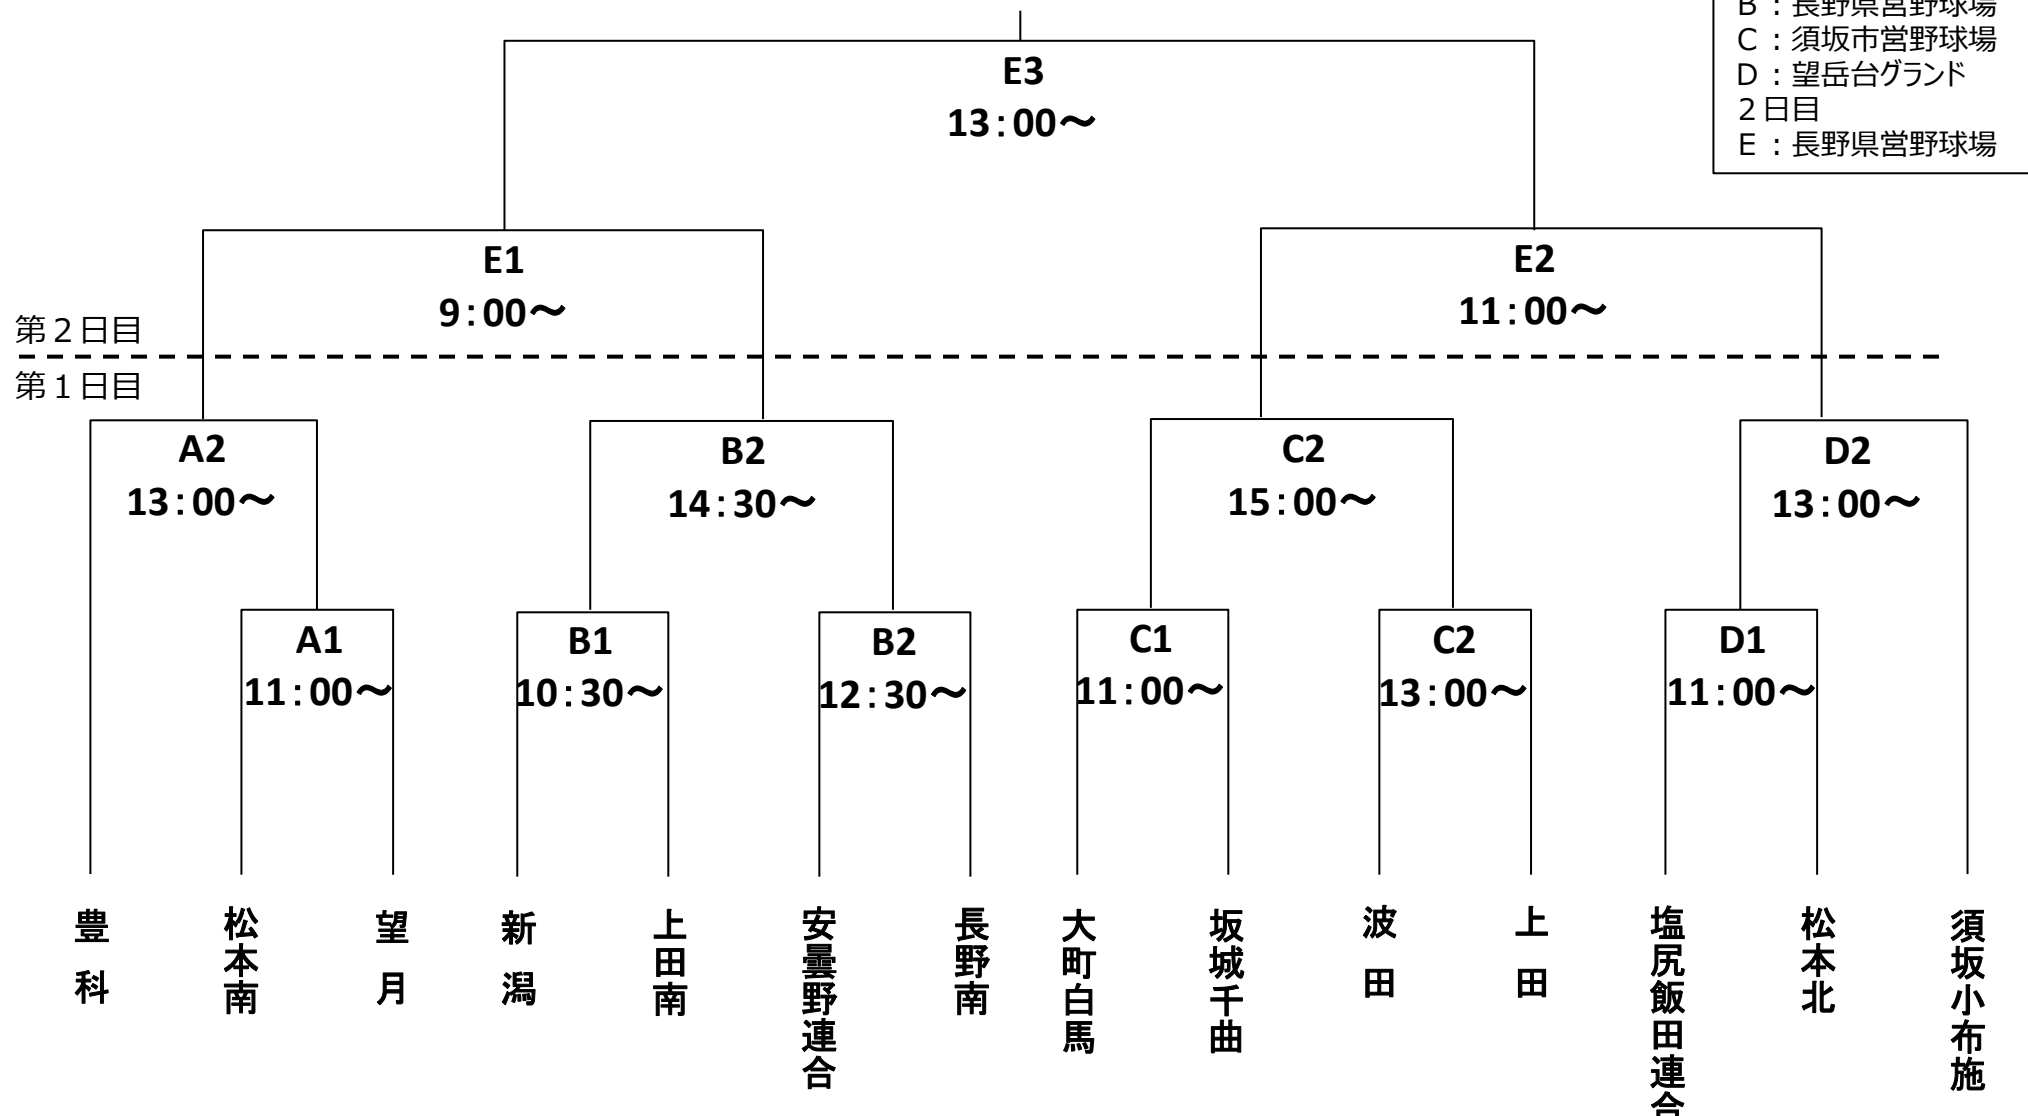 B：長野県営野球場
C：須坂市営野球場
D：望岳台グランド
２日目
E：長野県営野球場
E3
13：00～
E1
9：00～
E2
11：00～
第２日目
第１日目
A2
13：00～
B2
14：30～
C2
15：00～
D2
13：00～
A1
11：00～
B1
10：30～
B2
12：30～
C1
11：00～
C2
13：00～
D1
11：00～
豊科
松本南
望月
新潟
上田南
安曇野連合
長野南
大町白馬
坂城千曲
波田
上田
塩尻飯田連合
松本北
須坂小布施